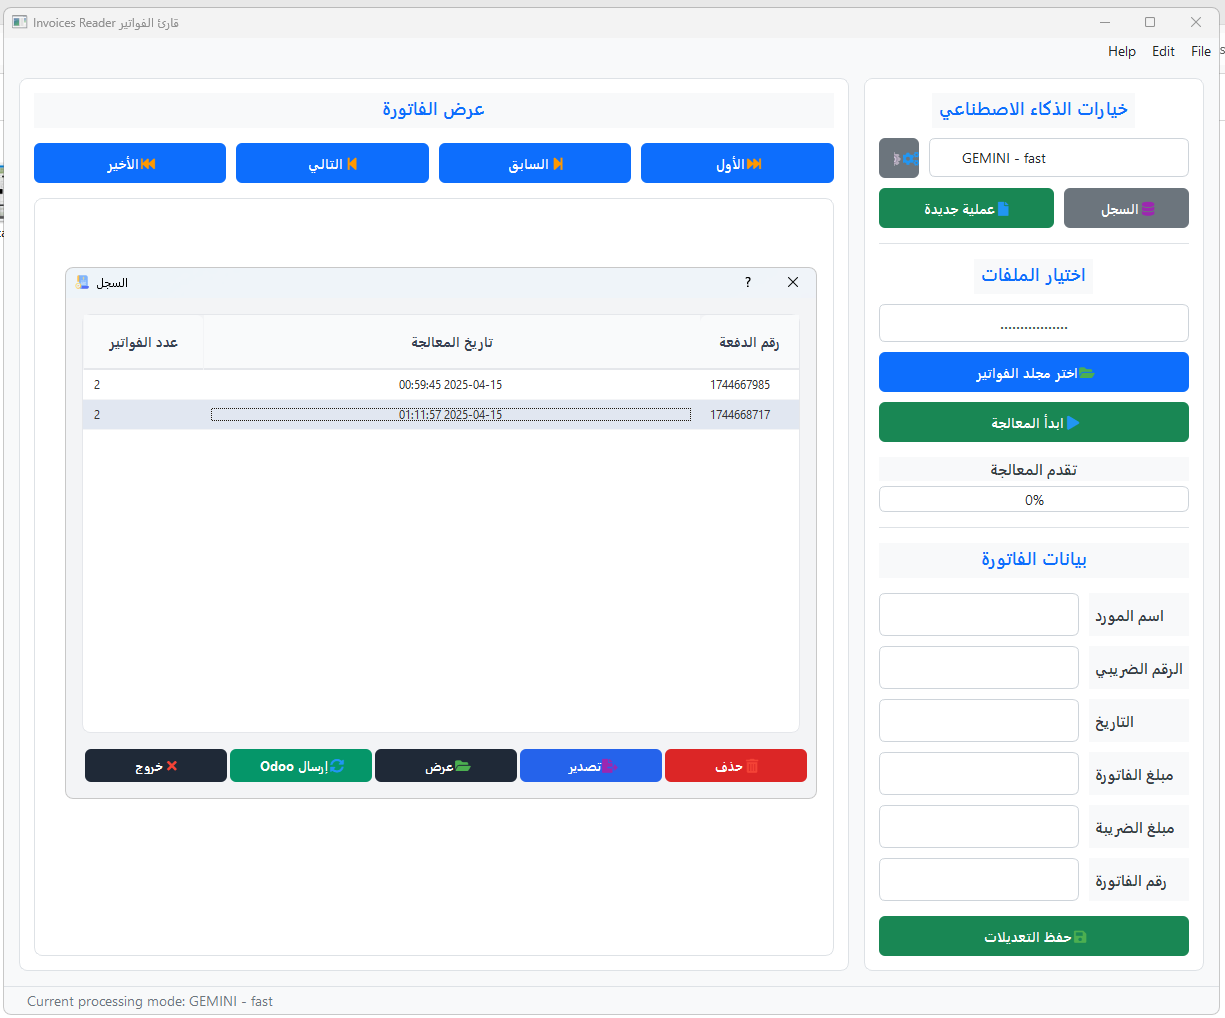 Invoices Reader قارئ الفواتير
File Edit Help
خيارات الذكاء الاصطناعي
GEMINI - fast
السجل
عملية جديدة
اختيار الملفات
.................
اختر مجلد الفواتير
ابدأ المعالجة
تقدم المعالجة
0%
بيانات الفاتورة
اسم المورد
الرقم الضريبي
التاريخ
مبلغ الفاتورة
مبلغ الضريبة
رقم الفاتورة
حفظ التعديلات
عرض الفاتورة
الأول
السابق
التالي
الأخير
السجل
?
رقم الدفعة تاريخ المعالجة عدد الفواتير
1744667985 2025-04-15 00:59:45 2
1744668717 2025-04-15 01:11:57 2
حذف
تصدير
عرض
إرسال Odoo
خروج
Current processing mode: GEMINI - fast